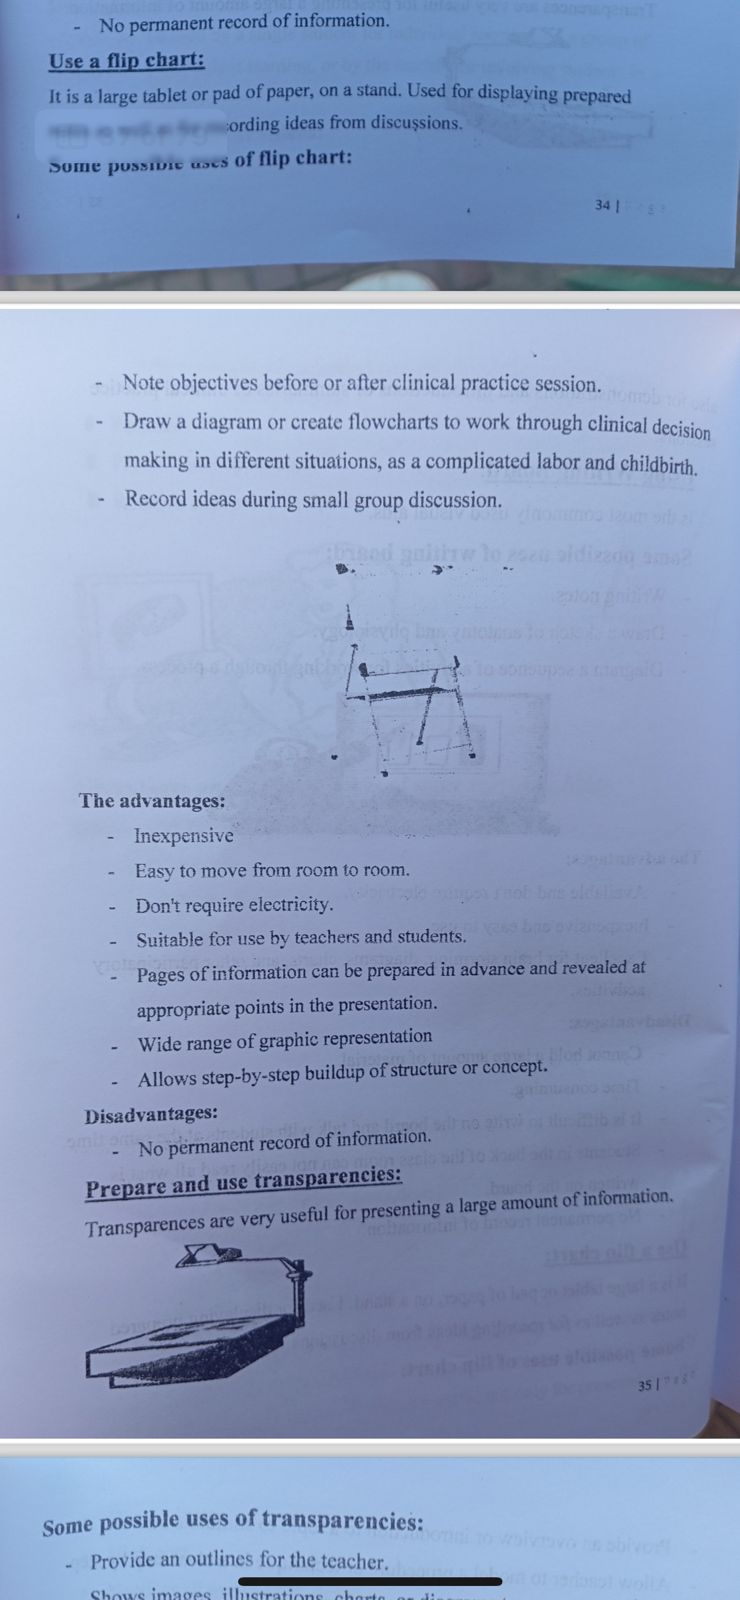 - No permanent record of information.
Use a flip chart:
It is a large tablet or pad of paper, on a stand. Used for displaying prepared
ording ideas from discussions.
Some possible uses of flip chart:
34 |
- Note objectives before or after clinical practice session.
- Draw a diagram or create flowcharts to work through clinical decision
making in different situations, as a complicated labor and childbirth.
- Record ideas during small group discussion.
The advantages:
- Inexpensive
- Easy to move from room to room.
- Don't require electricity.
- Suitable for use by teachers and students.
- Pages of information can be prepared in advance and revealed at
appropriate points in the presentation.
- Wide range of graphic representation
- Allows step-by-step buildup of structure or concept.
Disadvantages:
- No permanent record of information.
Prepare and use transparencies:
Transparences are very useful for presenting a large amount of information.
35 |
Some possible uses of transparencies:
- Provide an outlines for the teacher.
Shows images, illustrations, charts or